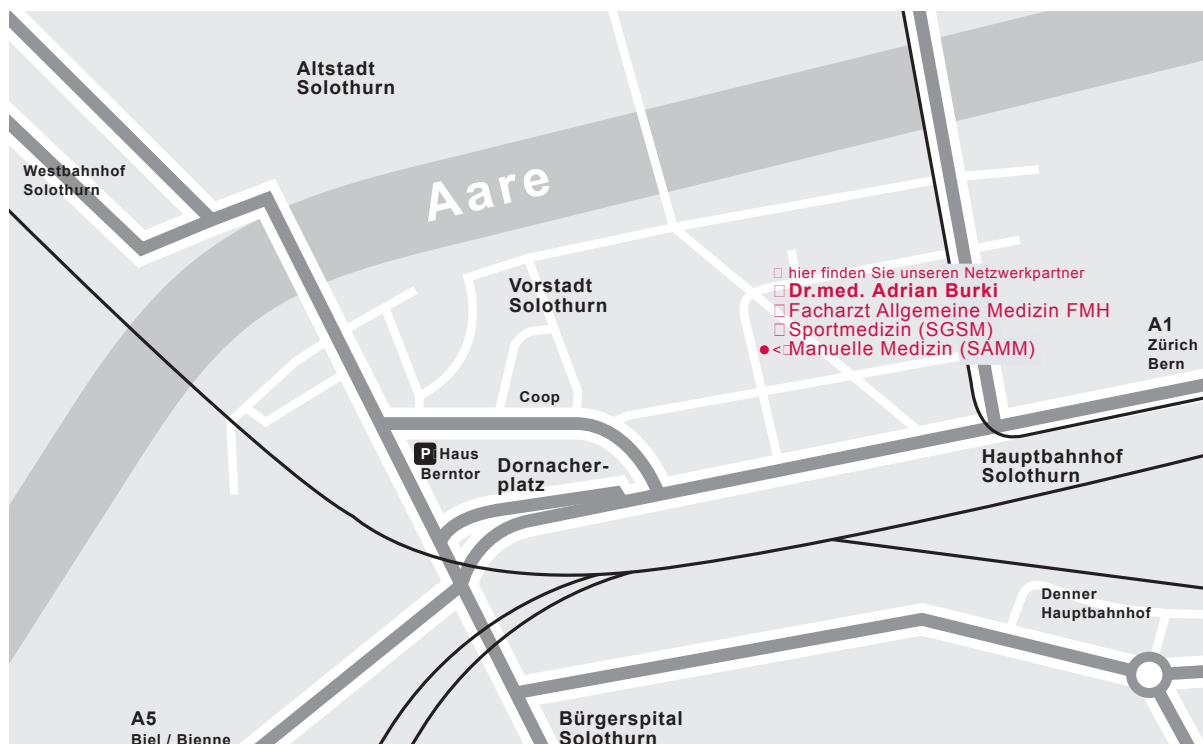 Altstadt
Solothurn
Westbahnhof
Solothurn
Aare
Vorstadt
Solothurn
hier finden Sie unseren Netzwerkpartner
Dr.med. Adrian Burki
Facharzt Allgemeine Medizin FMH
Sportmedizin (SGSM)
<Manuelle Medizin (SAMM)
A1
Zürich
Bern
Coop
P Haus
Berntor
Dornacher-
platz
Hauptbahnhof
Solothurn
Denner
Hauptbahnhof
A5
Biel / Bienne
Bürgerspital
Solothurn